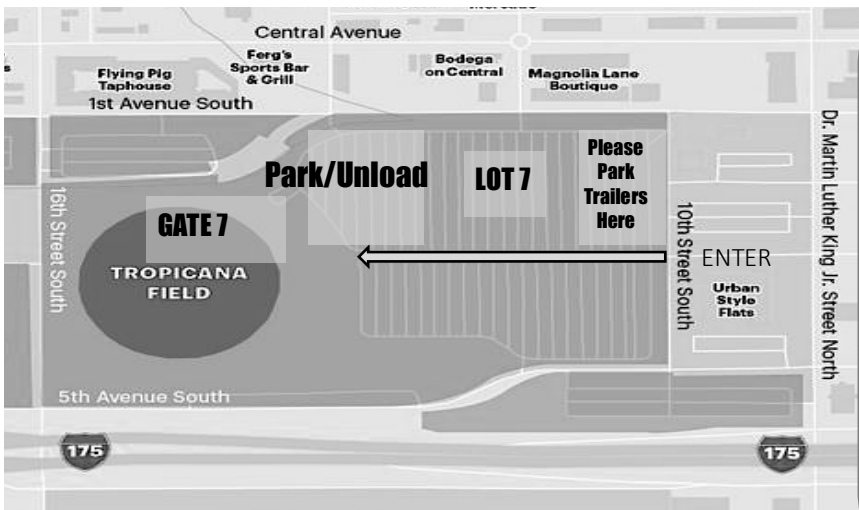 Central Avenue
Flying Pig
Taphouse
Ferg's
Sports Bar
& Grill
Bodega
on Central
Magnolia Lane
Boutique
1st Avenue South
Park/Unload
LOT 7
Please
Park
Trailers
Here
GATE 7
TROPICANA
FIELD
16th Street South
10th Street South
ENTER
Urban
Style
Flats
Dr. Martin Luther King Jr. Street North
5th Avenue South
175
175